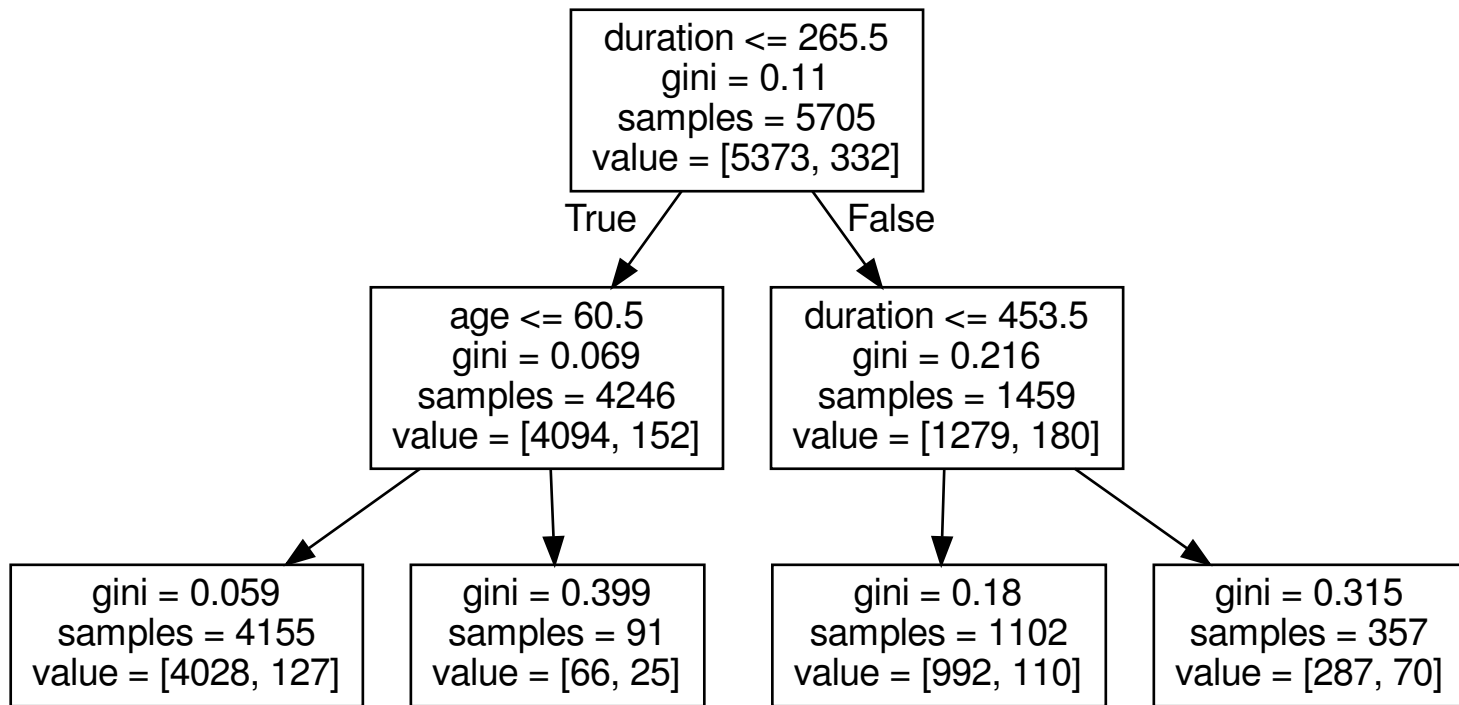 duration <= 265.5
gini = 0.11
samples = 5705
value = [5373, 332]
True
False
age <= 60.5
gini = 0.069
samples = 4246
value = [4094, 152]
duration <= 453.5
gini = 0.216
samples = 1459
value = [1279, 180]
gini = 0.059
samples = 4155
value = [4028, 127]
gini = 0.399
samples = 91
value = [66, 25]
gini = 0.18
samples = 1102
value = [992, 110]
gini = 0.315
samples = 357
value = [287, 70]